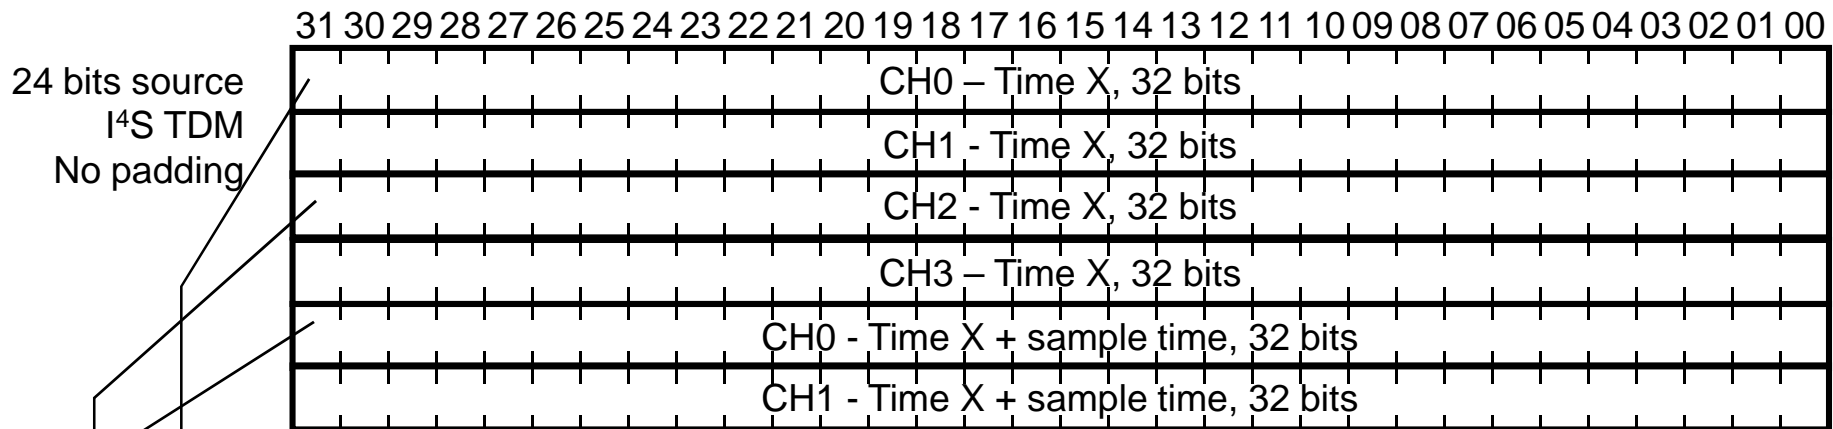 31 30 29 28 27 26 25 24 23 22 21 20 19 18 17 16 15 14 13 12 11 10 09 08 07 06 05 04 03 02 01 00
24 bits source
I⁴S TDM
No padding
CH0 – Time X, 32 bits
CH1 - Time X, 32 bits
CH2 - Time X, 32 bits
CH3 – Time X, 32 bits
CH0 - Time X + sample time, 32 bits
CH1 - Time X + sample time, 32 bits